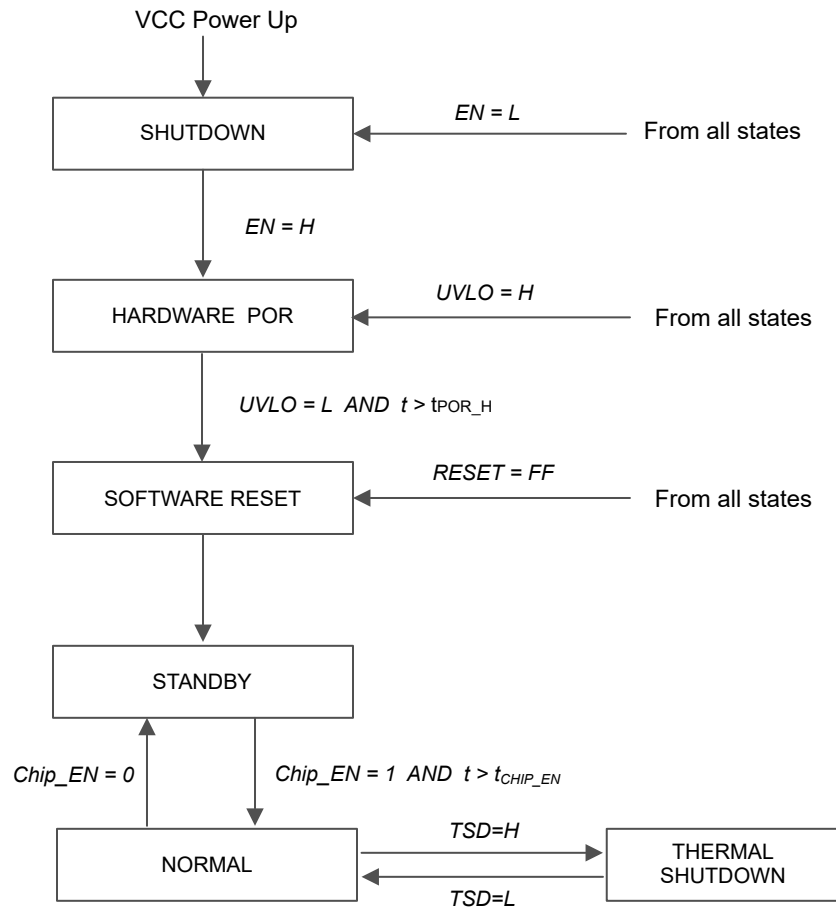 VCC Power Up
SHUTDOWN
EN = L
From all states
EN = H
HARDWARE POR
UVLO = H
From all states
UVLO = L AND t > tPOR_H
SOFTWARE RESET
RESET = FF
From all states
STANDBY
Chip_EN = 0
Chip_EN = 1 AND t > tCHIP_EN
NORMAL
TSD=H
TSD=L
THERMAL
SHUTDOWN